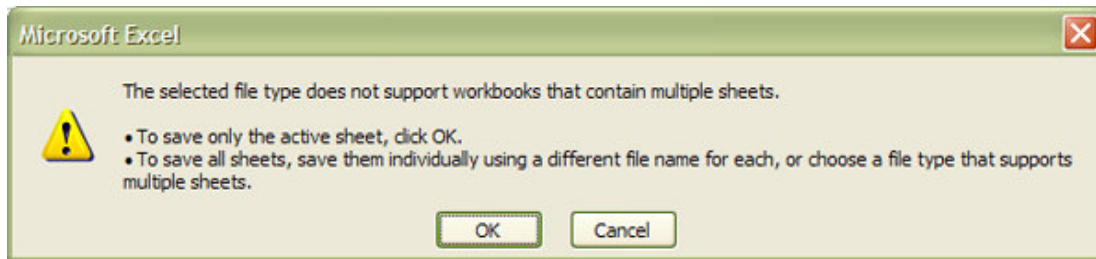 Microsoft Excel
The selected file type does not support workbooks that contain multiple sheets.
• To save only the active sheet, click OK.
• To save all sheets, save them individually using a different file name for each, or choose a file type that supports
multiple sheets.
OK
Cancel